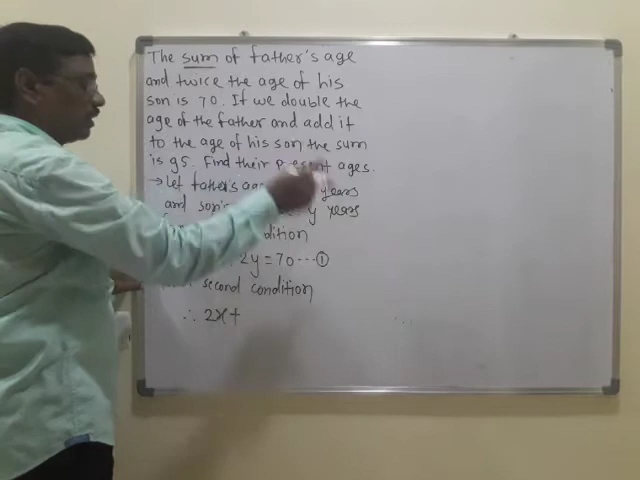 The sum of father's age
and twice the age of his
son is 70. If we double the
age of the father and add it
to the age of his son the sum
is 95. Find their present ages.
→ Let father's age years
and son's y years
dition
2y = 70 --- ①
second condition
∴ 2x +